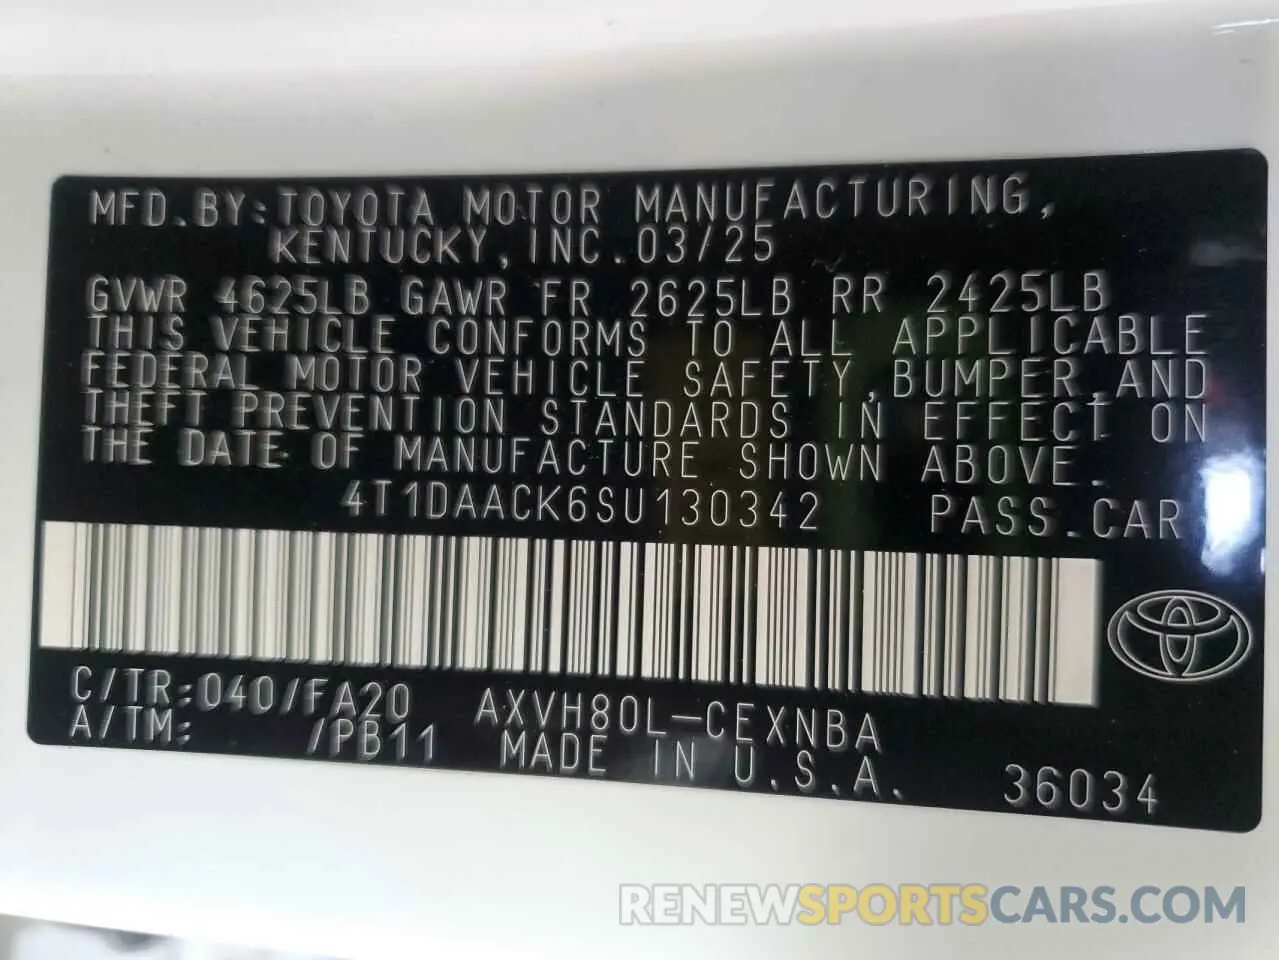 MFD.BY:TOYOTA MOTOR MANUFACTURING,
KENTUCKY,INC.03/25
GVWR 4625LB GAWR FR 2625LB RR 2425LB
THIS VEHICLE CONFORMS TO ALL APPLICABLE
FEDERAL MOTOR VEHICLE SAFETY,BUMPER,AND
THEFT PREVENTION STANDARDS IN EFFECT ON
THE DATE OF MANUFACTURE SHOWN ABOVE.
4T1DAACK6SU130342 PASS.CAR
C/TR:040/FA20 AXVH80L-CEXNBA
A/TM: /PB11 MADE IN U.S.A. 36034
RENEWSPORTSCARS.COM